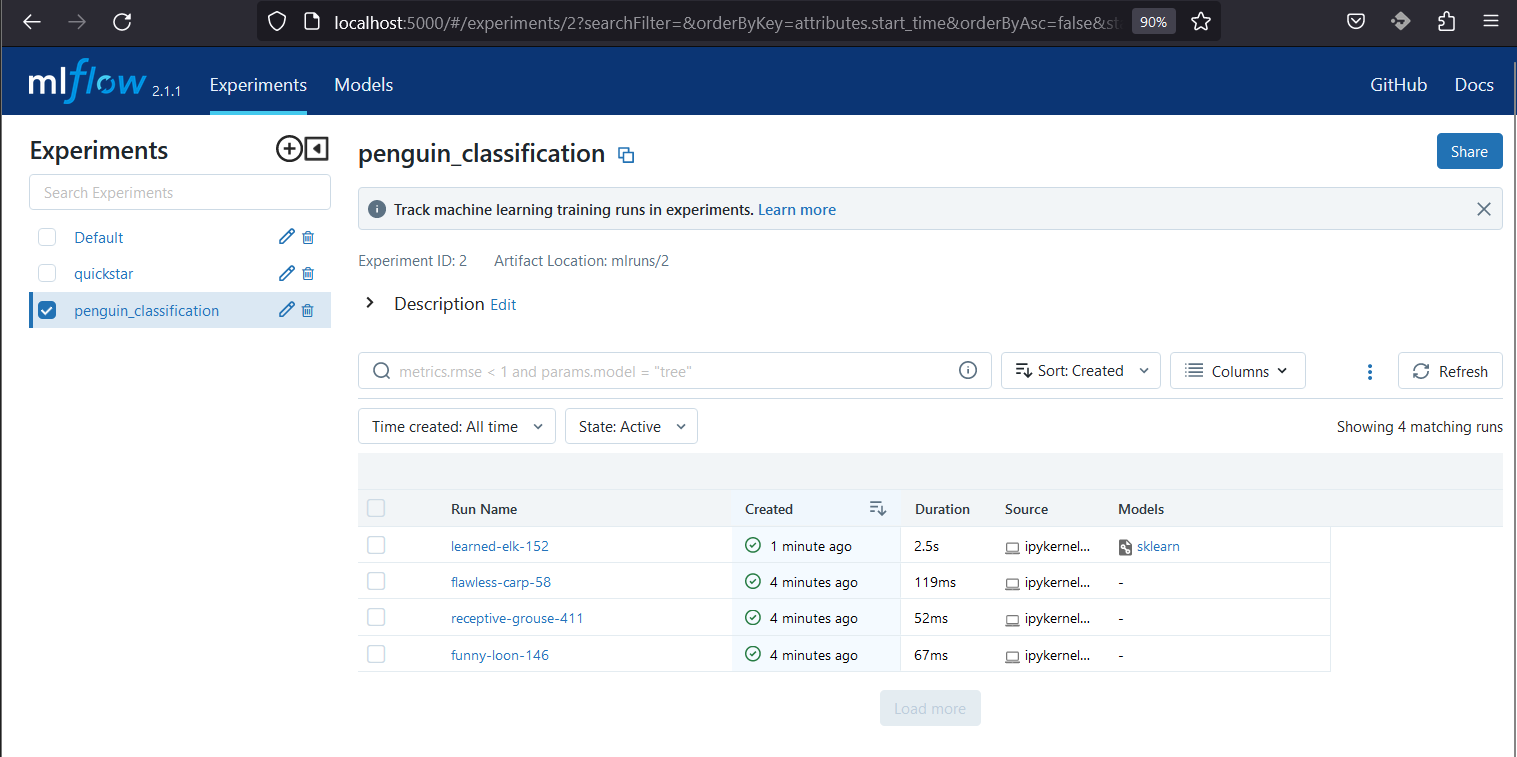 localhost:5000/#/experiments/2?searchFilter=&orderByKey=attributes.start_time&orderByAsc=false&st
90%
mlflow 2.1.1 Experiments Models GitHub Docs
Experiments
Search Experiments
Default
quickstar
penguin_classification
penguin_classification
Share
Track machine learning training runs in experiments. Learn more
Experiment ID: 2 Artifact Location: mlruns/2
Description Edit
metrics.rmse < 1 and params.model = "tree"
Sort: Created
Columns
Refresh
Time created: All time
State: Active
Showing 4 matching runs
Run Name Created Duration Source Models
learned-elk-152 1 minute ago 2.5s ipykernel... sklearn
flawless-carp-58 4 minutes ago 119ms ipykernel... -
receptive-grouse-411 4 minutes ago 52ms ipykernel... -
funny-loon-146 4 minutes ago 67ms ipykernel... -
Load more